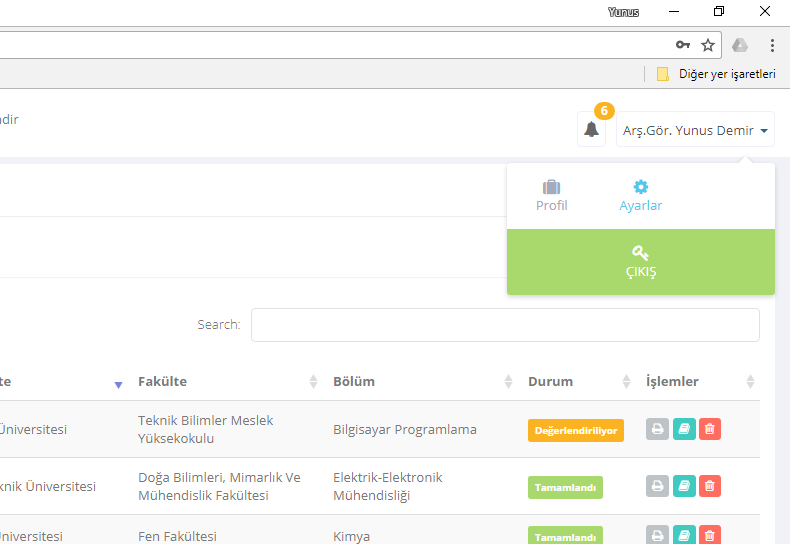 Yunus
Diğer yer işaretleri
ndir
6
Arş.Gör. Yunus Demir
Profil
Ayarlar
ÇIKIŞ
Search:
te
Fakülte
Bölüm
Durum
İşlemler
Üniversitesi
Teknik Bilimler Meslek
Yüksekokulu
Bilgisayar Programlama
Değerlendiriliyor
knik Üniversitesi
Doğa Bilimleri, Mimarlık Ve
Mühendislik Fakültesi
Elektrik-Elektronik
Mühendisliği
Tamamlandı
Üniversitesi
Fen Fakültesi
Kimya
Tamamlandı